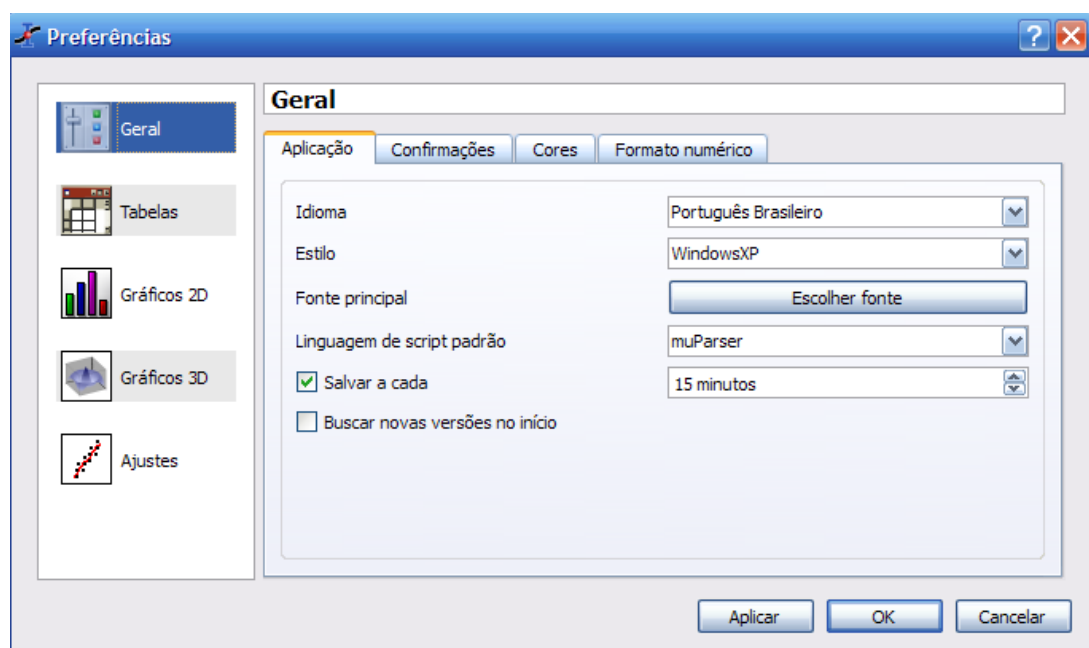 Preferências
Geral
Tabelas
Gráficos 2D
Gráficos 3D
Ajustes
Geral
Aplicação Confirmações Cores Formato numérico
Idioma Português Brasileiro
Estilo WindowsXP
Fonte principal Escolher fonte
Linguagem de script padrão muParser
Salvar a cada 15 minutos
Buscar novas versões no início
Aplicar OK Cancelar